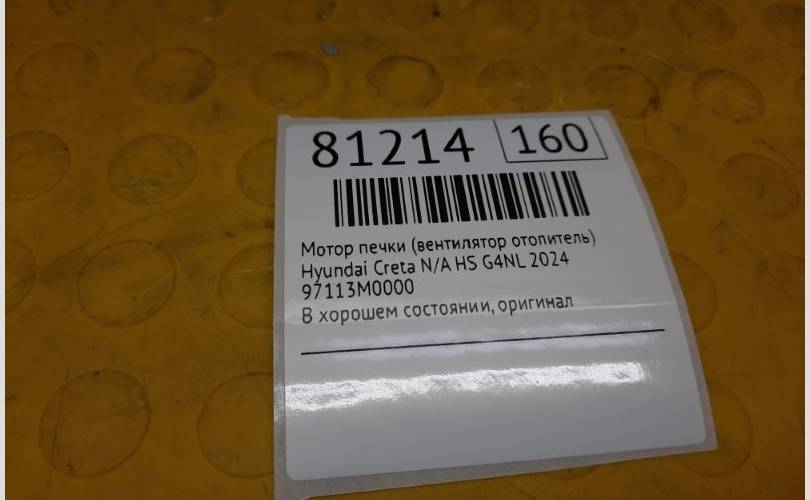 81214 160
Мотор печки (вентилятор отопитель)
Hyundai Creta N/A HS G4NL 2024
97113M0000
В хорошем состоянии, оригинал